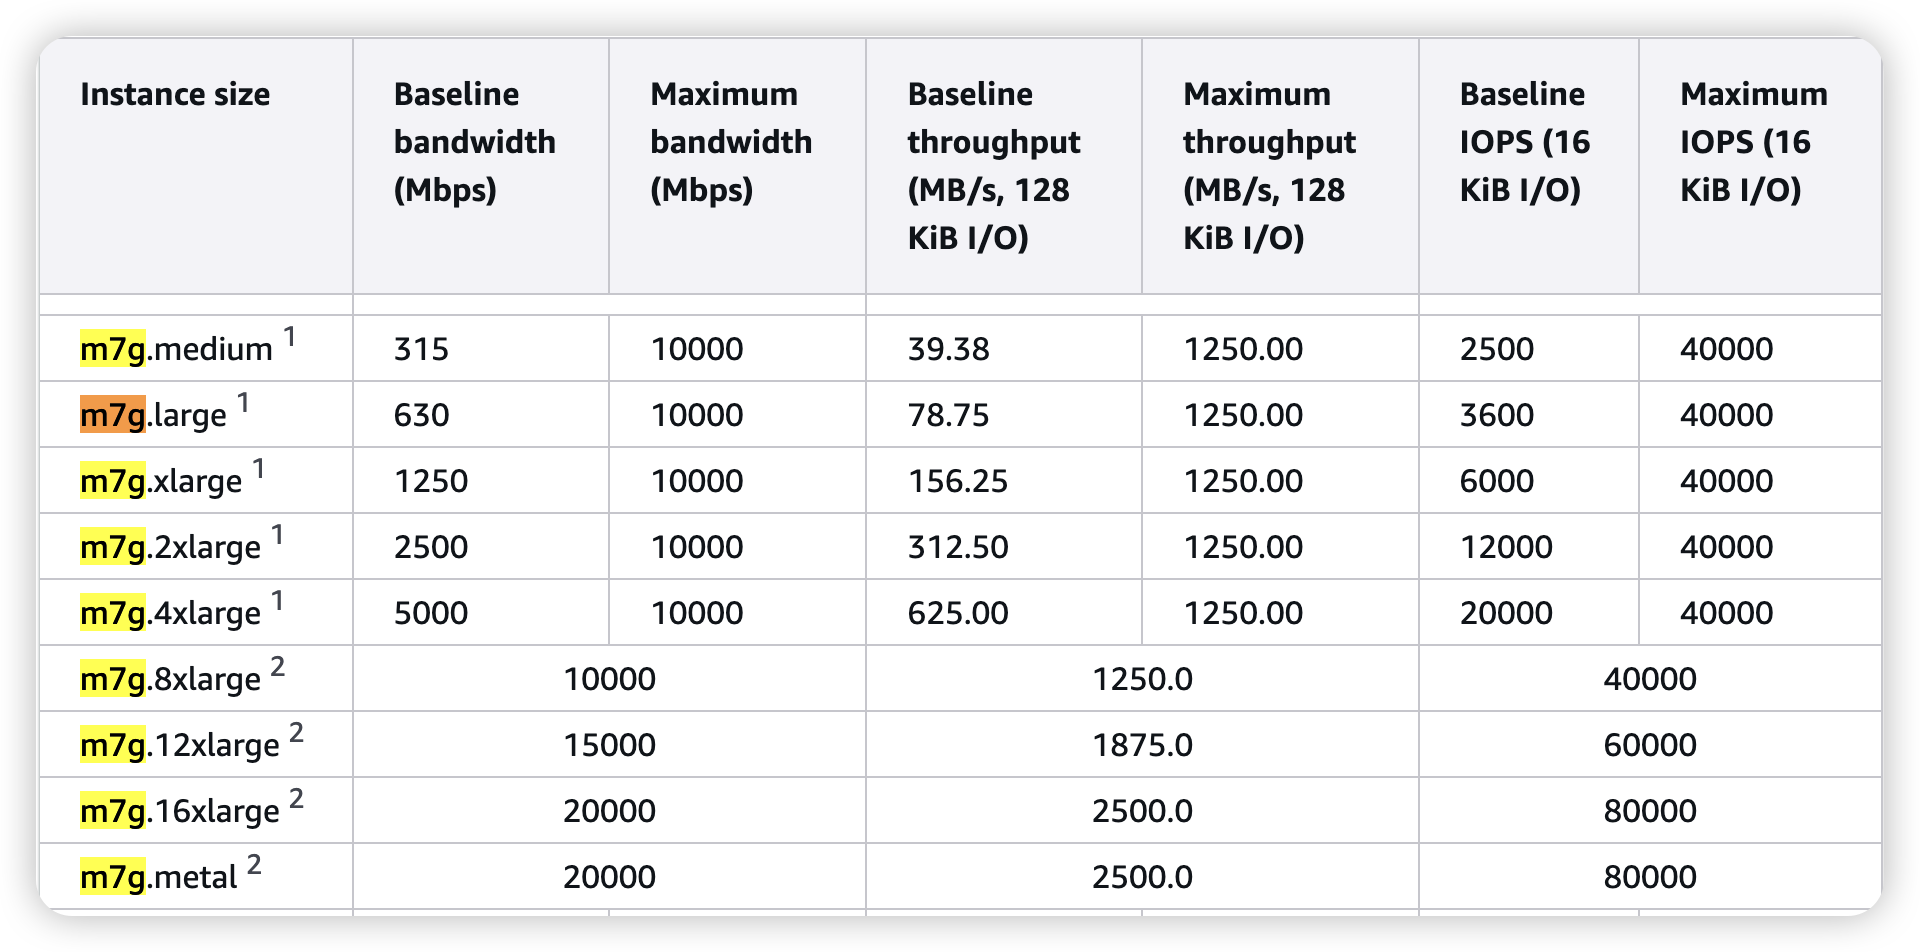 Instance size Baseline bandwidth (Mbps) Maximum bandwidth (Mbps) Baseline throughput (MB/s, 128 KiB I/O) Maximum throughput (MB/s, 128 KiB I/O) Baseline IOPS (16 KiB I/O) Maximum IOPS (16 KiB I/O)
m7g.medium 1 315 10000 39.38 1250.00 2500 40000
m7g.large 1 630 10000 78.75 1250.00 3600 40000
m7g.xlarge 1 1250 10000 156.25 1250.00 6000 40000
m7g.2xlarge 1 2500 10000 312.50 1250.00 12000 40000
m7g.4xlarge 1 5000 10000 625.00 1250.00 20000 40000
m7g.8xlarge 2 10000 1250.0 40000
m7g.12xlarge 2 15000 1875.0 60000
m7g.16xlarge 2 20000 2500.0 80000
m7g.metal 2 20000 2500.0 80000